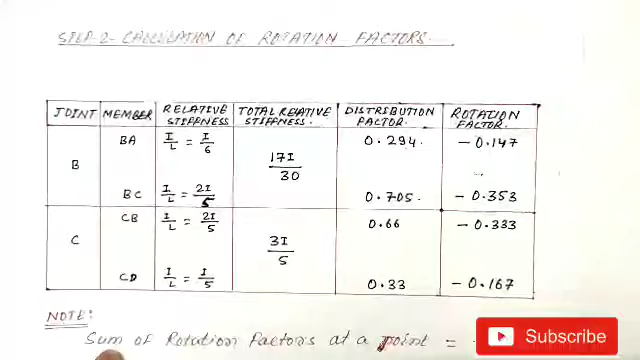 STEP-2- CALCULATION OF ROTATION FACTORS.
JOINT MEMBER RELATIVE STIFFNESS TOTAL RELATIVE STIFFNESS. DISTRIBUTION FACTOR. ROTATION FACTOR.
B
BA I/L = I/6 17I/30 0.294. -0.147
BC I/L = 2I/5 0.705. -0.353
C
CB I/L = 2I/5 3I/5 0.66 -0.333
CD I/L = I/5 0.33 -0.167
NOTE:
Sum of Rotation Factors at a point =
Subscribe